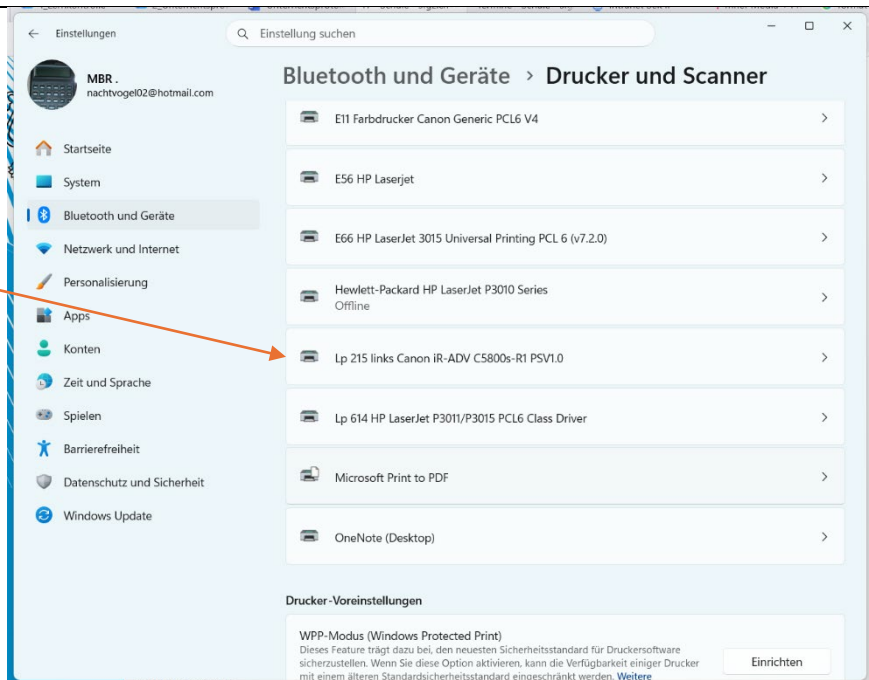 Einstellungen
Einstellung suchen
MBR .
nachtvogel02@hotmail.com
Bluetooth und Geräte > Drucker und Scanner
E11 Farbdrucker Canon Generic PCL6 V4
Startseite
E56 HP Laserjet
System
Bluetooth und Geräte
E66 HP LaserJet 3015 Universal Printing PCL 6 (v7.2.0)
Netzwerk und Internet
Personalisierung
Hewlett-Packard HP LaserJet P3010 Series
Offline
Apps
Konten
Lp 215 links Canon iR-ADV C5800s-R1 PSV1.0
Zeit und Sprache
Spielen
Lp 614 HP LaserJet P3011/P3015 PCL6 Class Driver
Barrierefreiheit
Datenschutz und Sicherheit
Microsoft Print to PDF
Windows Update
OneNote (Desktop)
Drucker-Voreinstellungen
WPP-Modus (Windows Protected Print)
Dieses Feature trägt dazu bei, den neuesten Sicherheitsstandard für Druckersoftware
sicherzustellen. Wenn Sie diese Option aktivieren, kann die Verfügbarkeit einiger Drucker
mit einem älteren Standardsicherheitsstandard eingeschränkt werden. Weitere
Einrichten